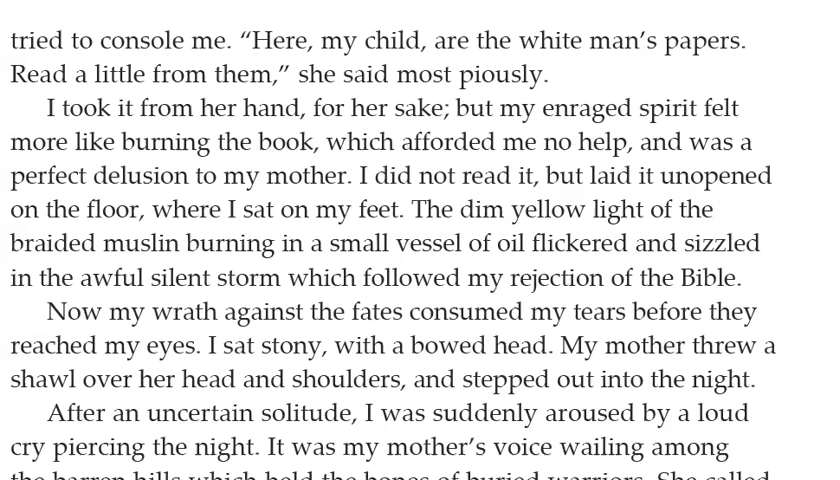 tried to console me. “Here, my child, are the white man’s papers.
Read a little from them,” she said most piously.
I took it from her hand, for her sake; but my enraged spirit felt
more like burning the book, which afforded me no help, and was a
perfect delusion to my mother. I did not read it, but laid it unopened
on the floor, where I sat on my feet. The dim yellow light of the
braided muslin burning in a small vessel of oil flickered and sizzled
in the awful silent storm which followed my rejection of the Bible.
Now my wrath against the fates consumed my tears before they
reached my eyes. I sat stony, with a bowed head. My mother threw a
shawl over her head and shoulders, and stepped out into the night.
After an uncertain solitude, I was suddenly aroused by a loud
cry piercing the night. It was my mother’s voice wailing among
the barren hills which held the bones of buried warriors. She called